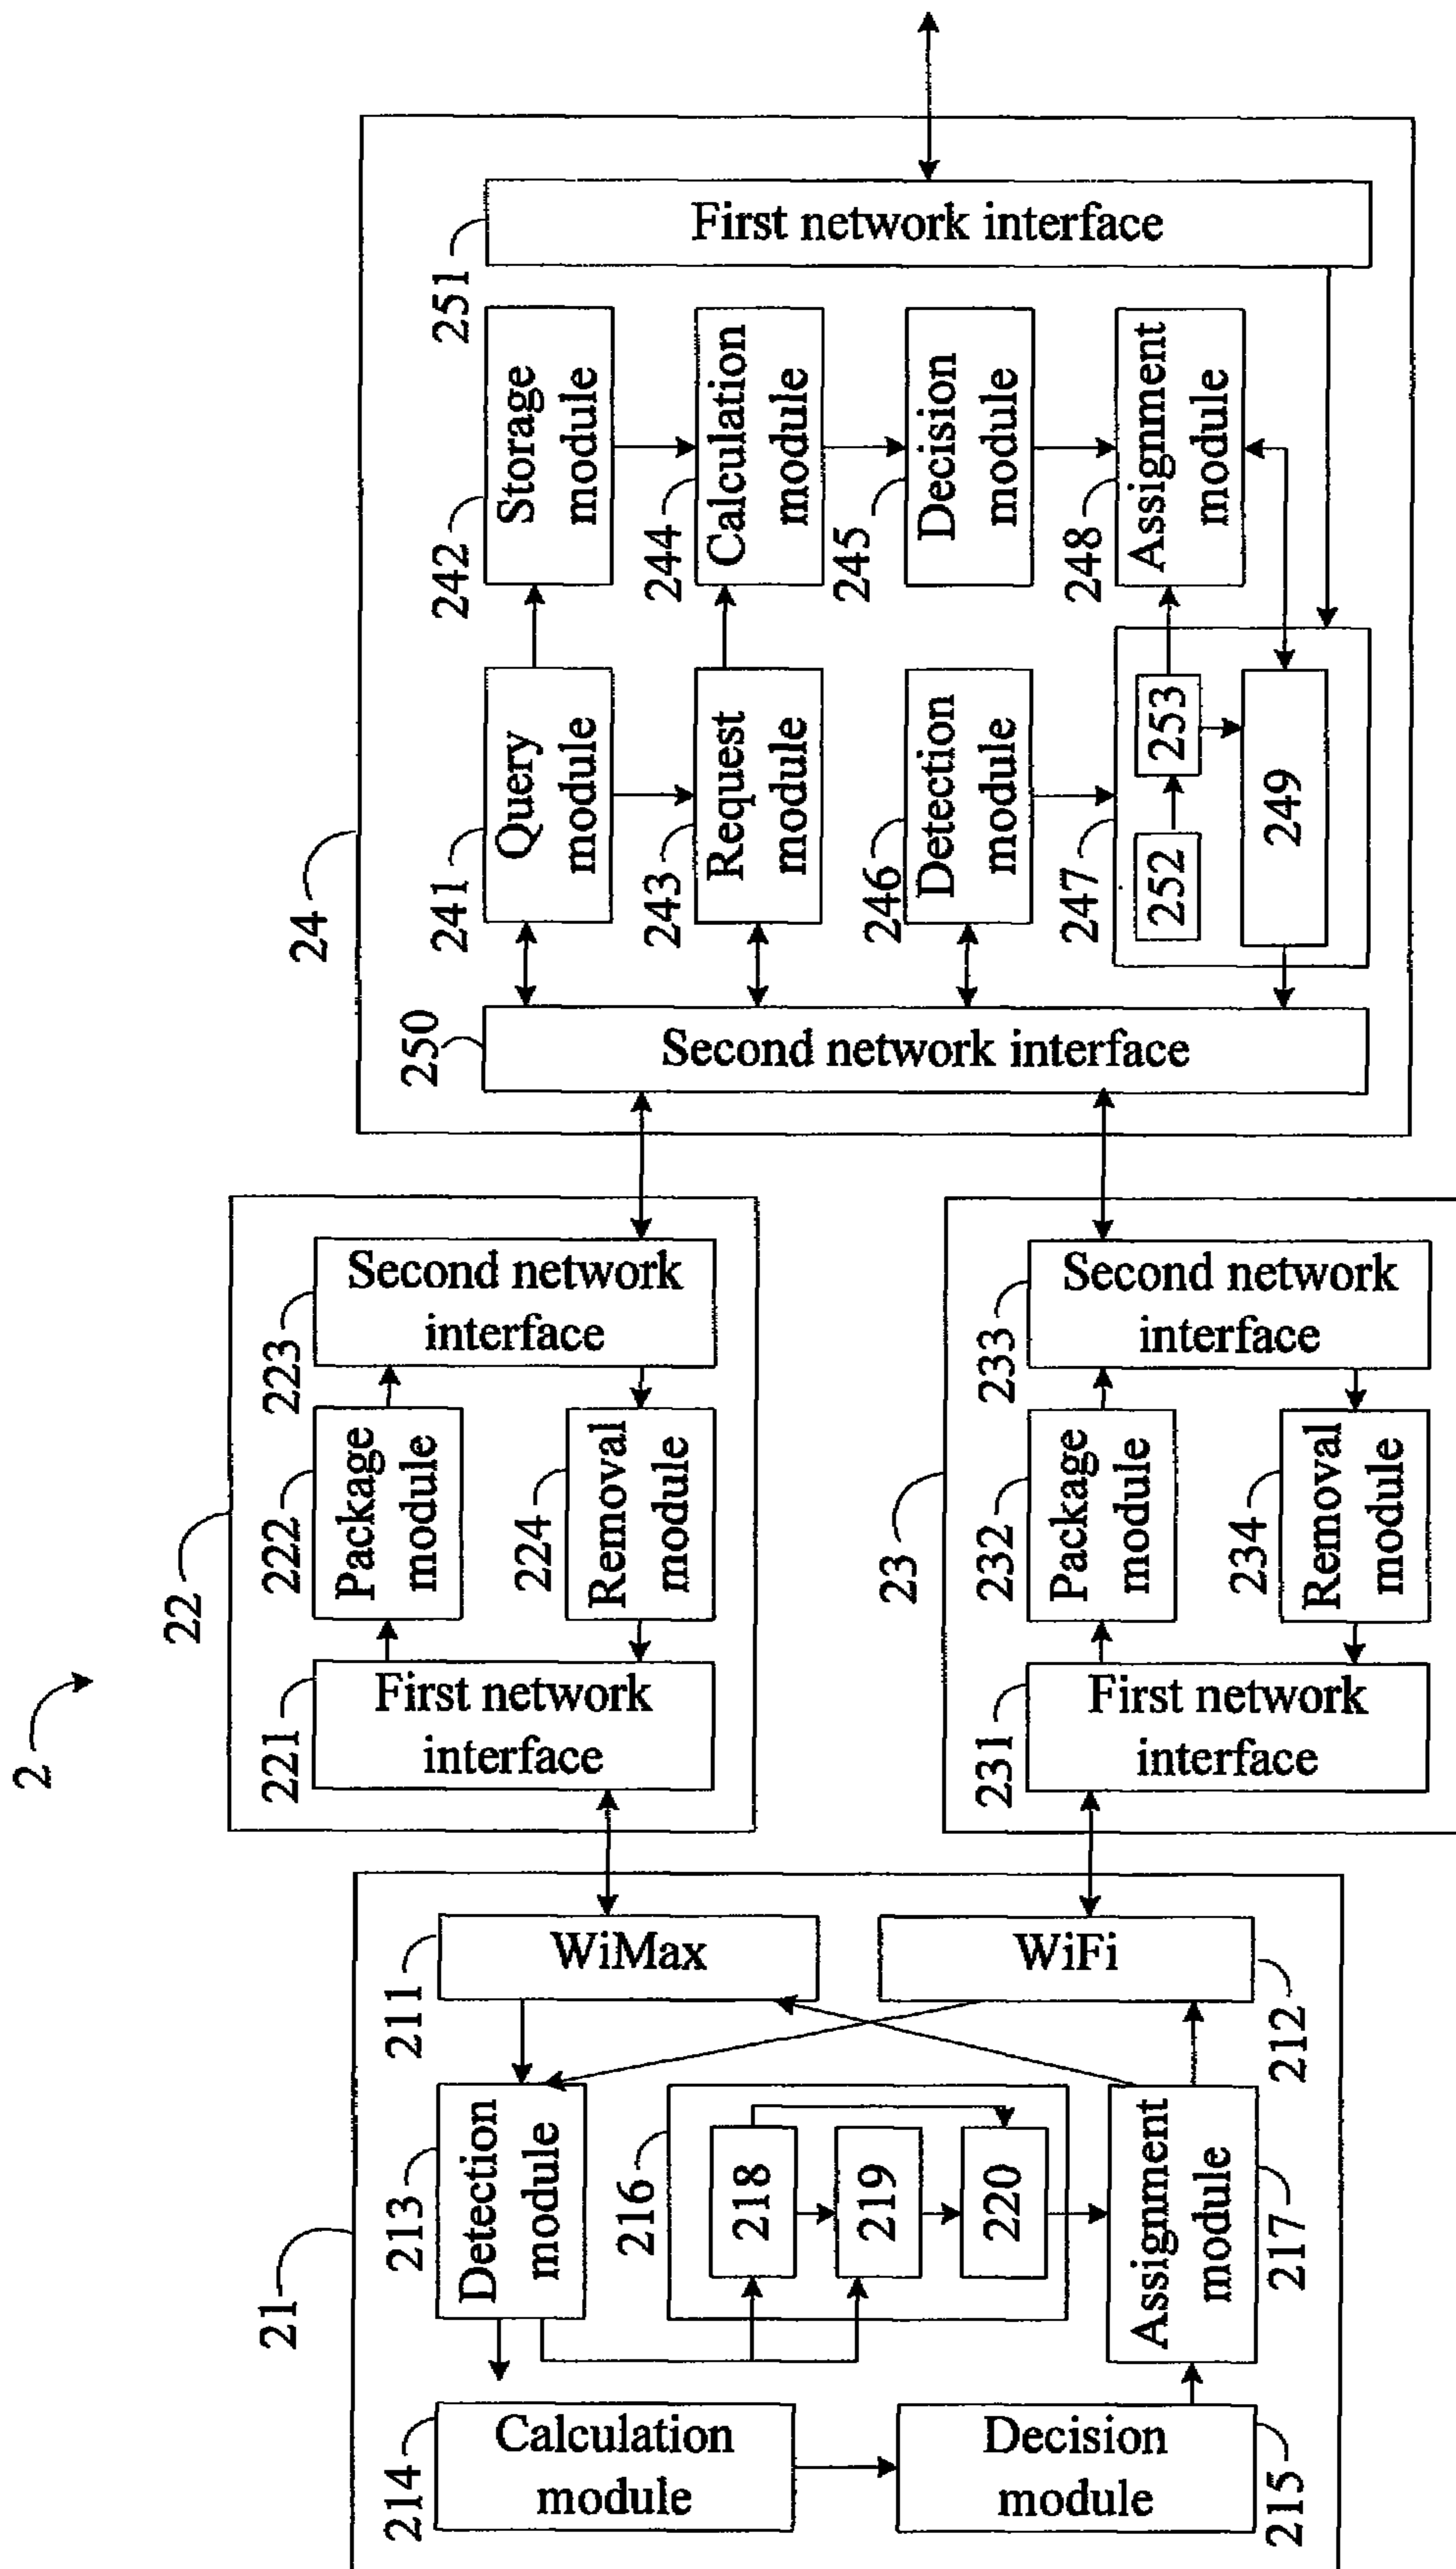 2
21
211
WiMax
WiFi
212
213
Detection
module
216
218
219
220
Assignment
module
217
214
Calculation
module
Decision
module
215
22
221
First network
interface
222
Package
module
224
Removal
module
223
Second network
interface
23
231
First network
interface
232
Package
module
234
Removal
module
233
Second network
interface
24
250
Second network interface
241
Query
module
243
Request
module
246
Detection
module
247
252
253
249
242
Storage
module
244
Calculation
module
245
Decision
module
248
Assignment
module
251
First network interface